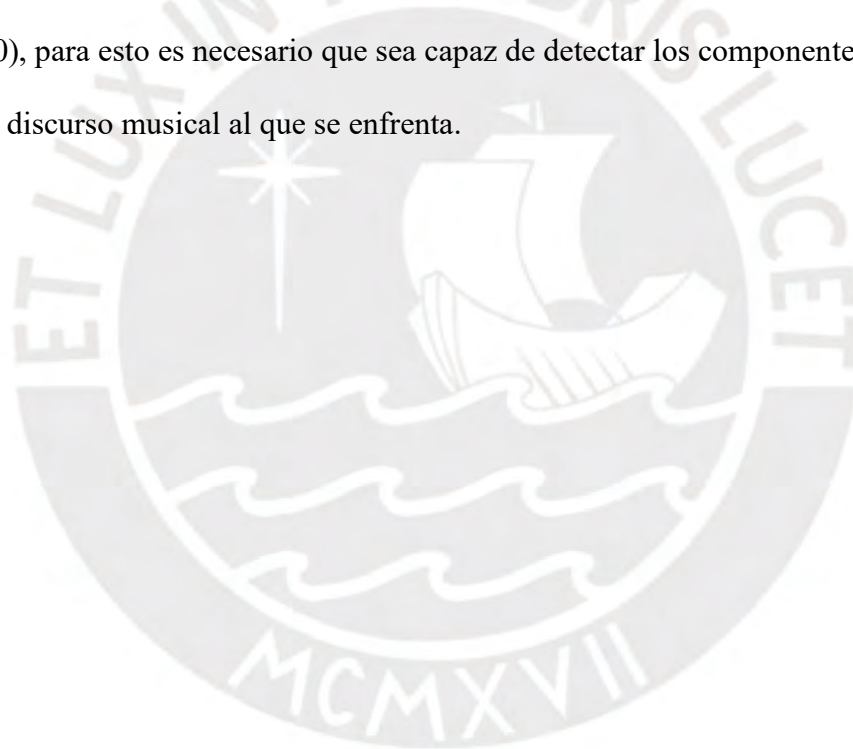 0), para esto es necesario que sea capaz de detectar los componente
discurso musical al que se enfrenta.
ET LUX IN BRIS LUCET
MCMXVII